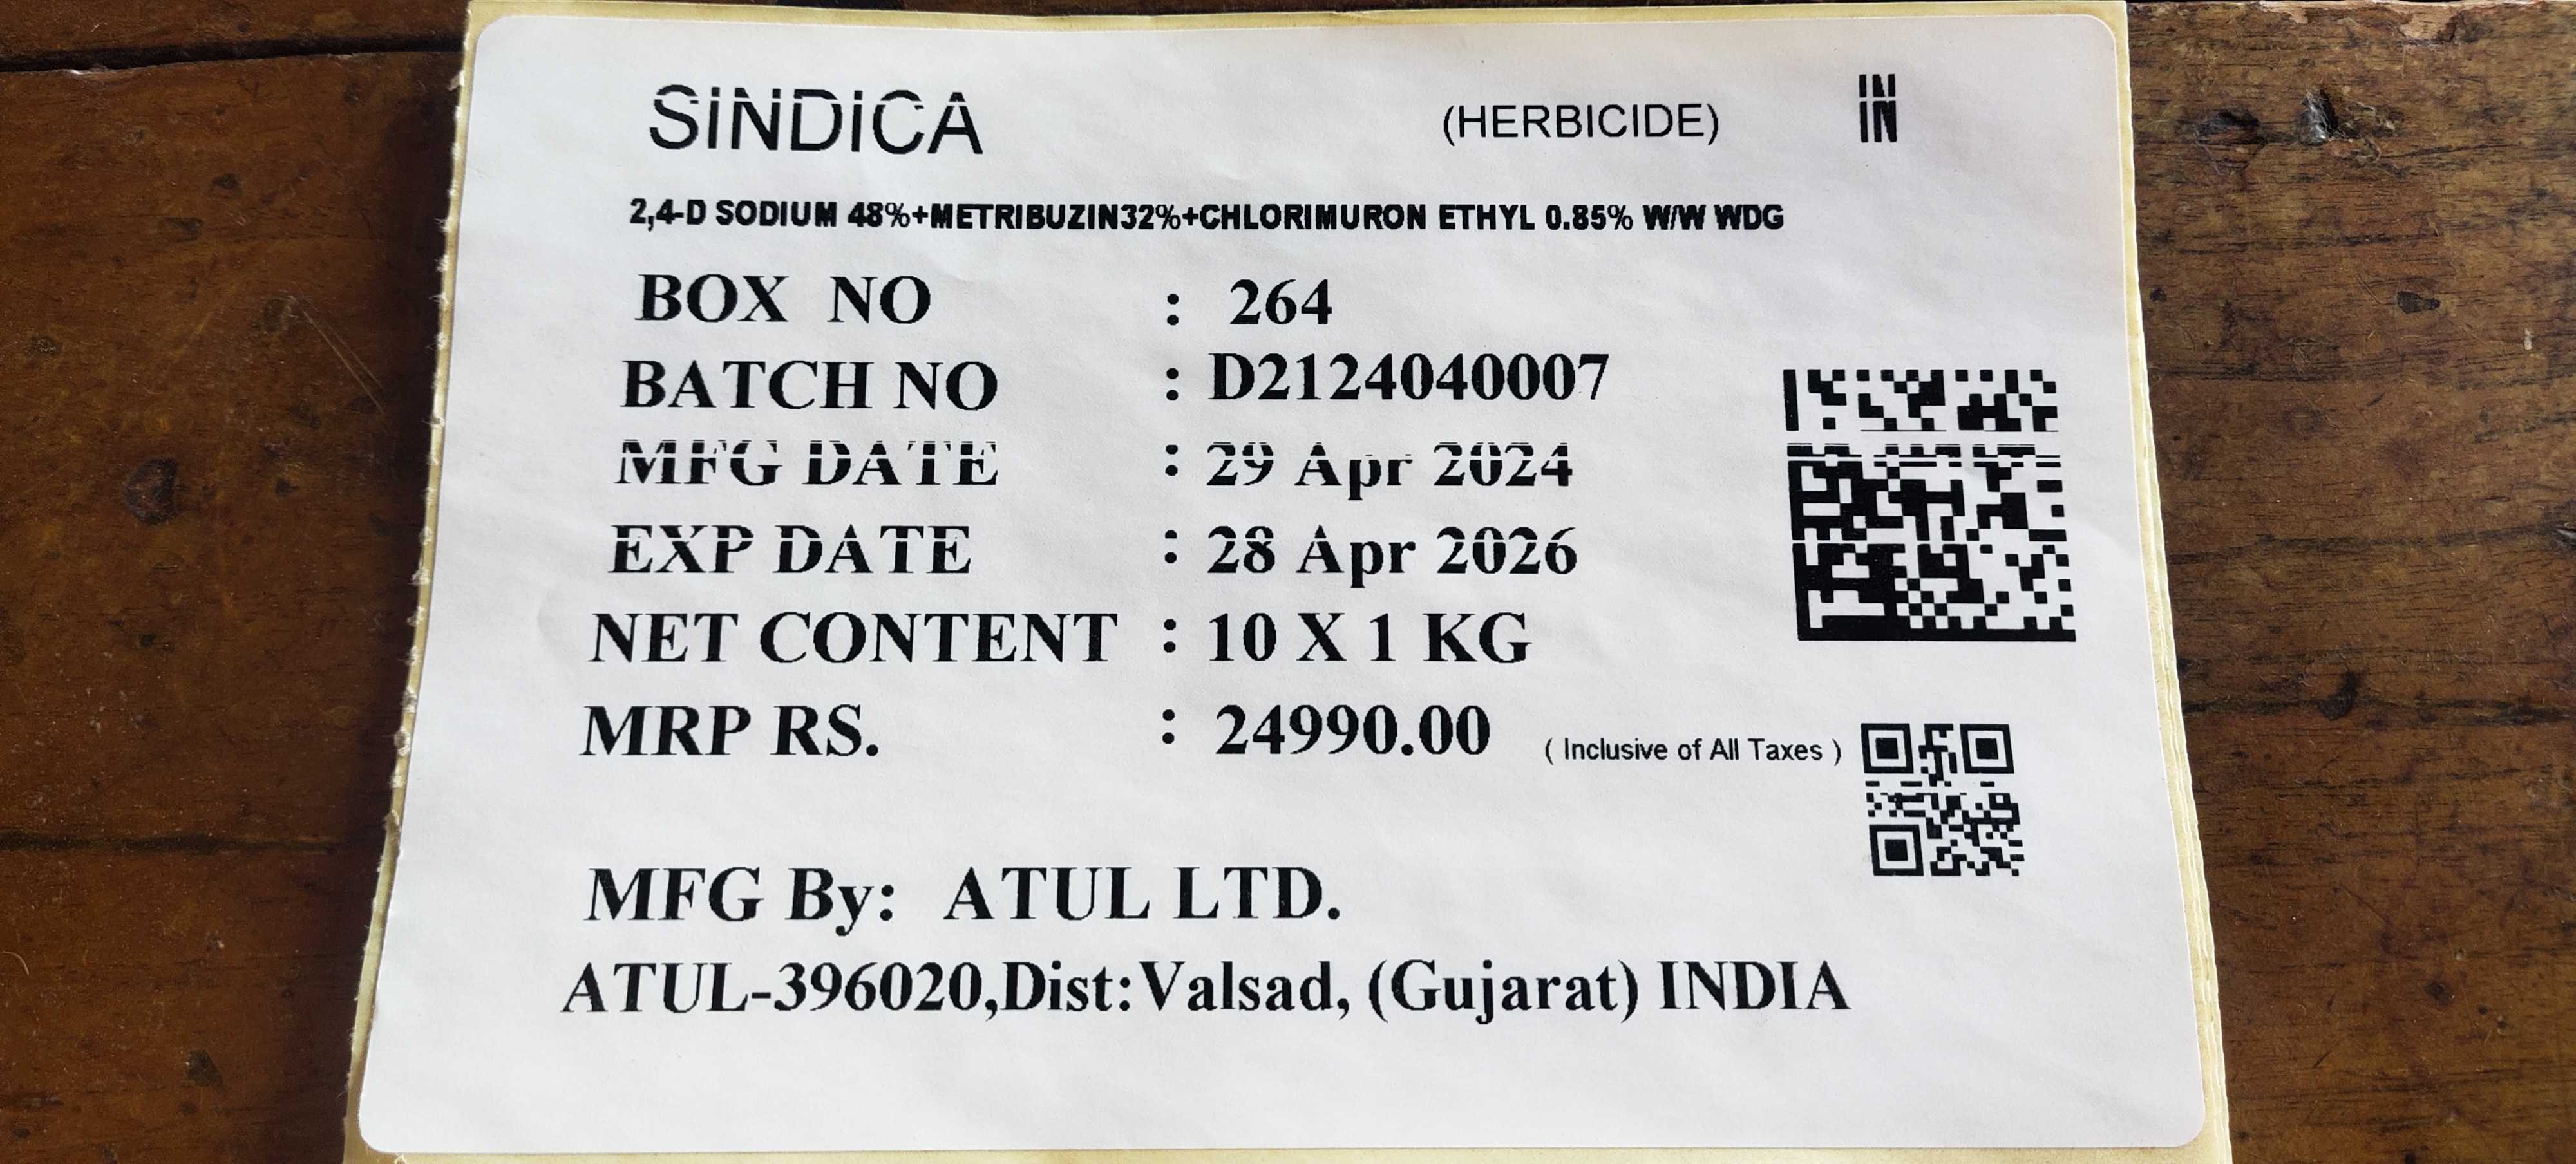 SiNDiCA (HERBICIDE) IN
IN
2,4-D SODIUM 48%+METRIBUZIN32%+CHLORIMURON ETHYL 0.85% W/W WDG
BOX NO : 264
BATCH NO : D2124040007
MFG DATE : 29 Apr 2024
EXP DATE : 28 Apr 2026
NET CONTENT : 10 X 1 KG
MRP RS. : 24990.00 ( Inclusive of All Taxes )
MFG By: ATUL LTD.
ATUL-396020,Dist:Valsad, (Gujarat) INDIA